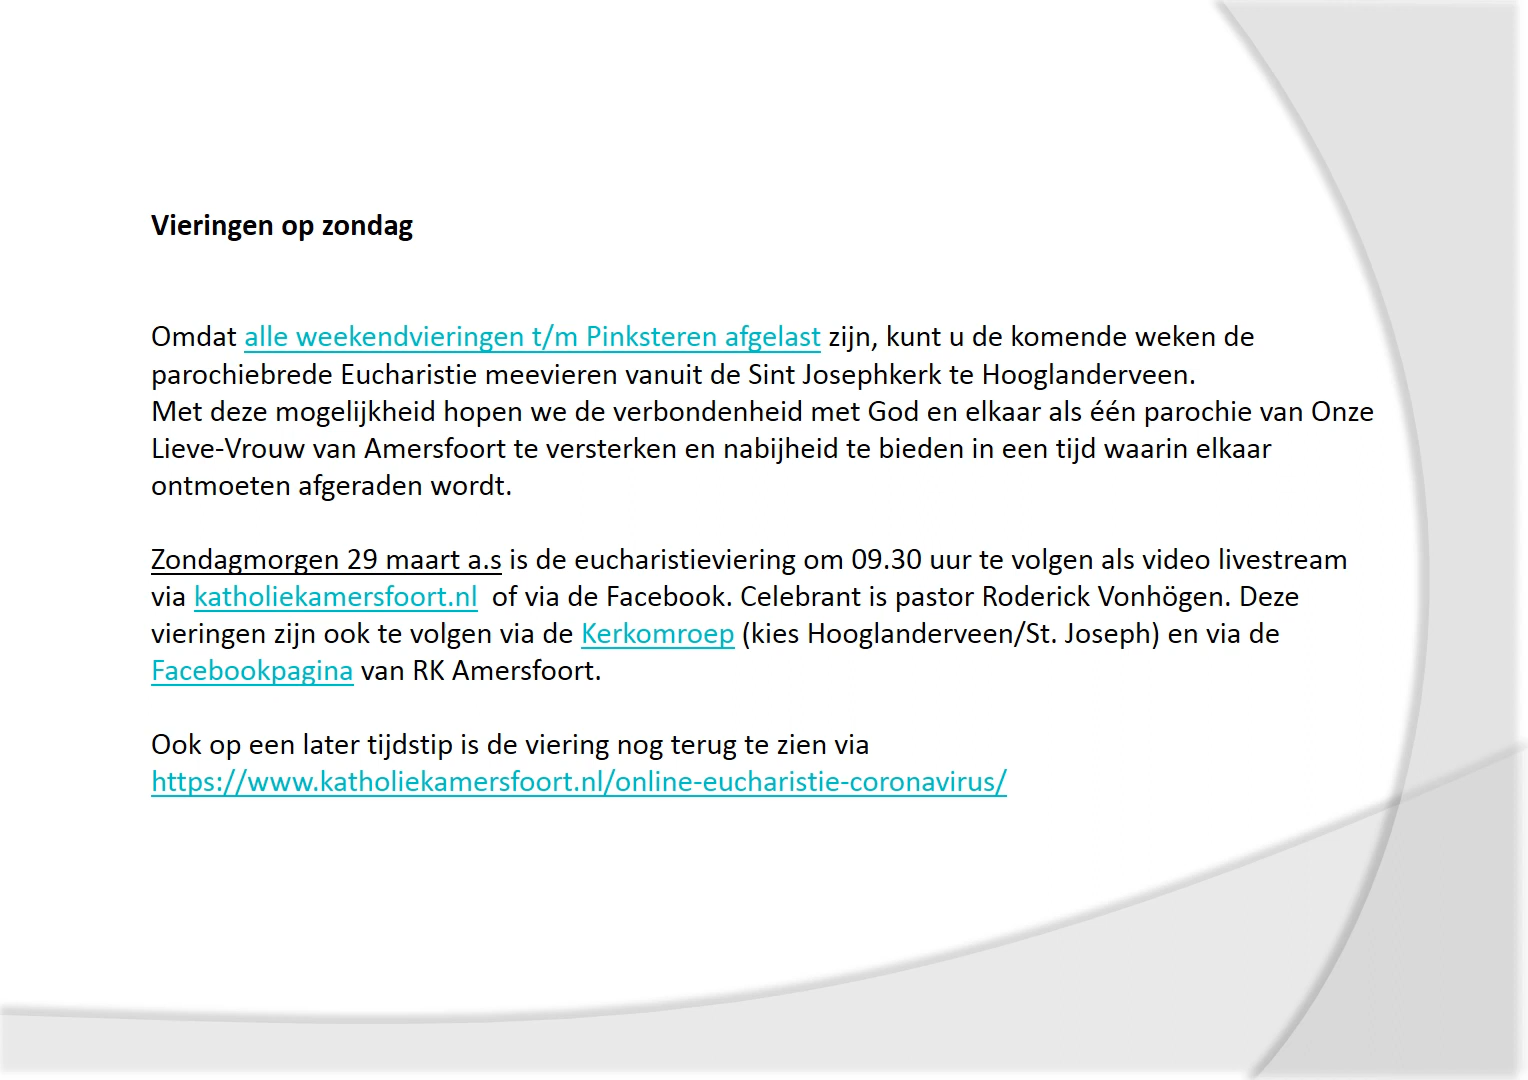 Vieringen op zondag
Omdat alle weekendvieringen t/m Pinksteren afgelast zijn, kunt u de komende weken de
parochiebrede Eucharistie meevieren vanuit de Sint Josephkerk te Hooglanderveen.
Met deze mogelijkheid hopen we de verbondenheid met God en elkaar als één parochie van Onze
Lieve-Vrouw van Amersfoort te versterken en nabijheid te bieden in een tijd waarin elkaar
ontmoeten afgeraden wordt.
Zondagmorgen 29 maart a.s is de eucharistieviering om 09.30 uur te volgen als video livestream
via katholiekamersfoort.nl  of via de Facebook. Celebrant is pastor Roderick Vonhögen. Deze
vieringen zijn ook te volgen via de Kerkomroep (kies Hooglanderveen/St. Joseph) en via de
Facebookpagina van RK Amersfoort.
Ook op een later tijdstip is de viering nog terug te zien via
https://www.katholiekamersfoort.nl/online-eucharistie-coronavirus/